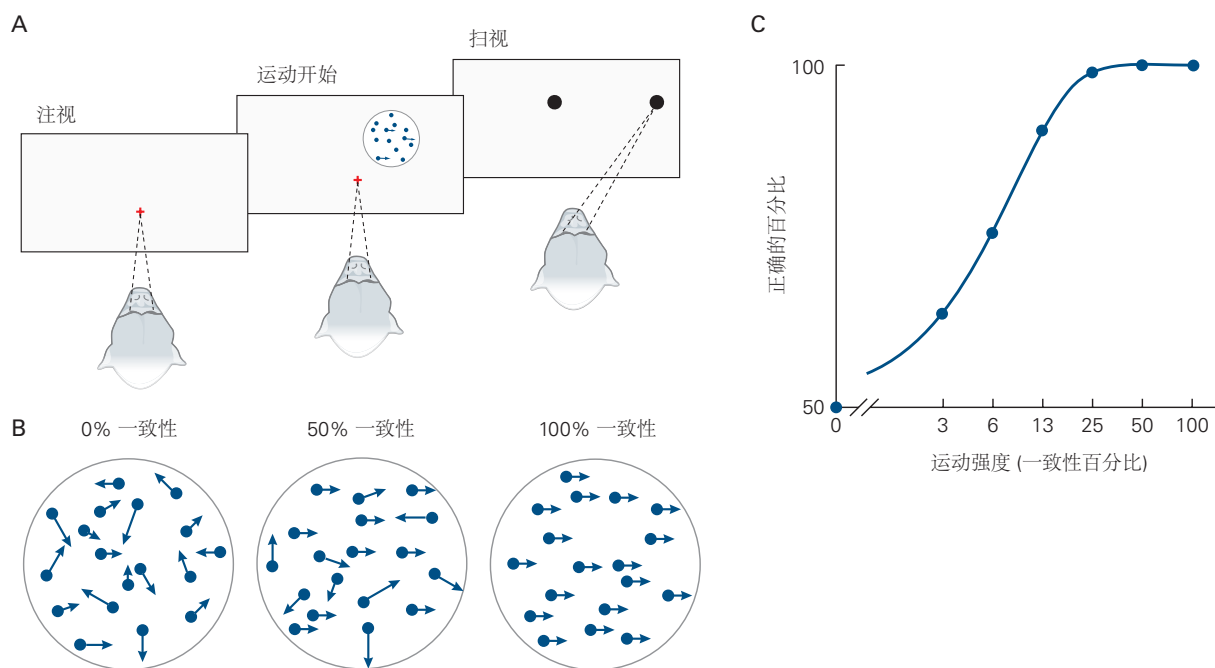 A
注视
运动开始
扫视
B
0% 一致性
50% 一致性
100% 一致性
C
正确的百分比
100
50
0
3
6
13
25
50
100
运动强度 (一致性百分比)